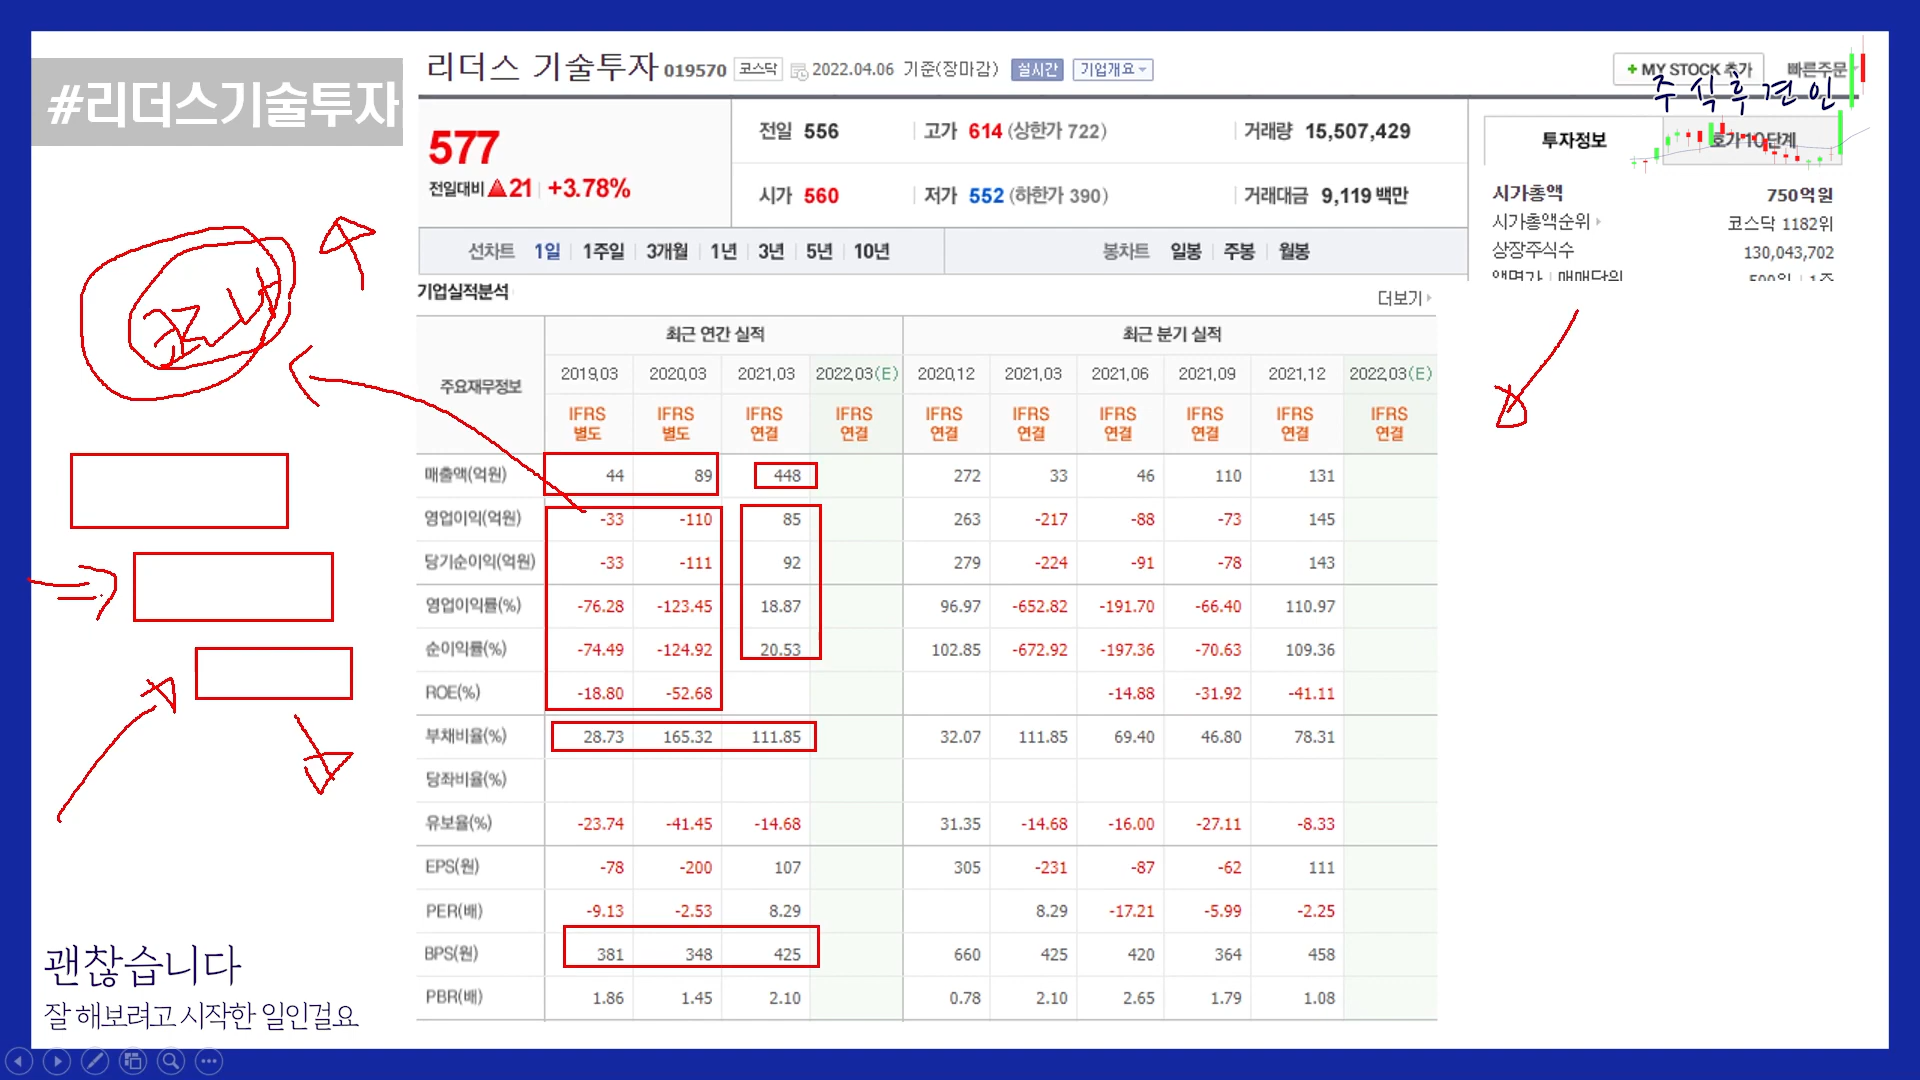 #리더스기술투자
리더스 기술투자 019570 코스닥 2022.04.06 기준(장마감) 실시간 기업개요
+ MY STOCK 추가 빠른주문
주식후견인
577
전일대비 ▲21 +3.78%
전일 556 고가 614 (상한가 722) 거래량 15,507,429
시가 560 저가 552 (하한가 390) 거래대금 9,119 백만
투자정보 호가10단계
시가총액 750억원
시가총액순위 코스닥 1182위
상장주식수 130,043,702
액면가 매매단위 500원 1주
선차트 1일 1주일 3개월 1년 3년 5년 10년 봉차트 일봉 주봉 월봉
기업실적분석 더보기
주요재무정보 최근 연간 실적 최근 분기 실적
2019.03 2020.03 2021.03 2022.03(E) 2020.12 2021.03 2021.06 2021.09 2021.12 2022.03(E)
IFRS IFRS IFRS IFRS IFRS IFRS IFRS IFRS IFRS IFRS
별도 별도 연결 연결 연결 연결 연결 연결 연결 연결
매출액(억원) 44 89 448 272 33 46 110 131
영업이익(억원) -33 -110 85 263 -217 -88 -73 145
당기순이익(억원) -33 -111 92 279 -224 -91 -78 143
영업이익률(%) -76.28 -123.45 18.87 96.97 -652.82 -191.70 -66.40 110.97
순이익률(%) -74.49 -124.92 20.53 102.85 -672.92 -197.36 -70.63 109.36
ROE(%) -18.80 -52.68 -14.88 -31.92 -41.11
부채비율(%) 28.73 165.32 111.85 32.07 111.85 69.40 46.80 78.31
당좌비율(%)
유보율(%) -23.74 -41.45 -14.68 31.35 -14.68 -16.00 -27.11 -8.33
EPS(원) -78 -200 107 305 -231 -87 -62 111
PER(배) -9.13 -2.53 8.29 8.29 -17.21 -5.99 -2.25
BPS(원) 381 348 425 660 425 420 364 458
PBR(배) 1.86 1.45 2.10 0.78 2.10 2.65 1.79 1.08
괜찮습니다
잘 해보려고 시작한 일인걸요